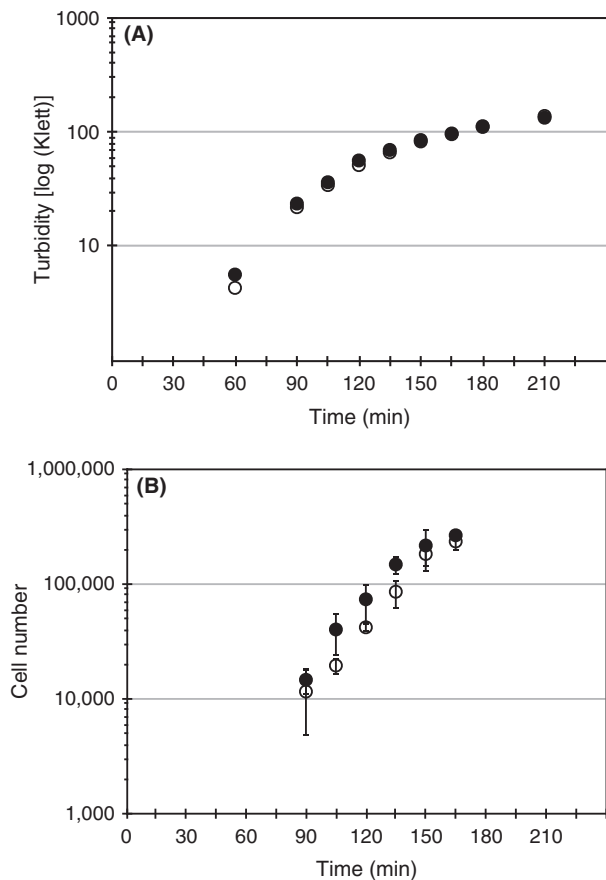 (A)
1000
100
10
Turbidity [log (Klett)]
0 30 60 90 120 150 180 210
Time (min)
(B)
1,000,000
100,000
10,000
1,000
Cell number
0 30 60 90 120 150 180 210
Time (min)